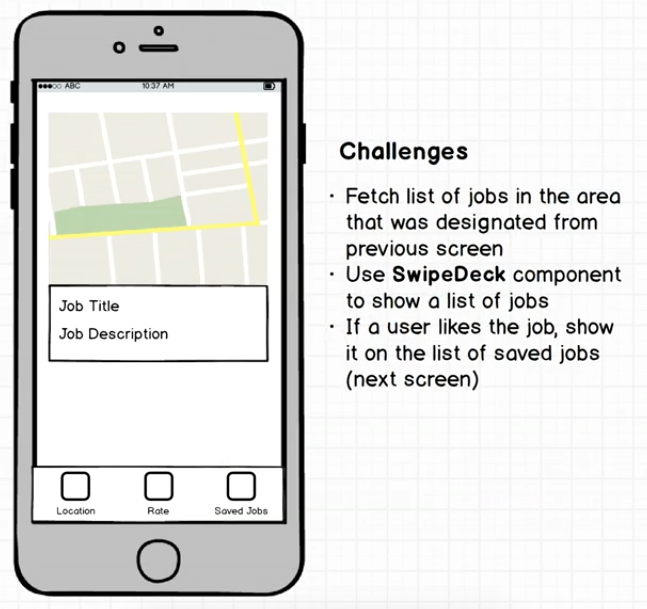 ABC 10:37 AM
Challenges
· Fetch list of jobs in the area
that was designated from
previous screen
· Use SwipeDeck component
to show a list of jobs
· If a user likes the job, show
it on the list of saved jobs
(next screen)
Job Title
Job Description
Location Rate Saved Jobs